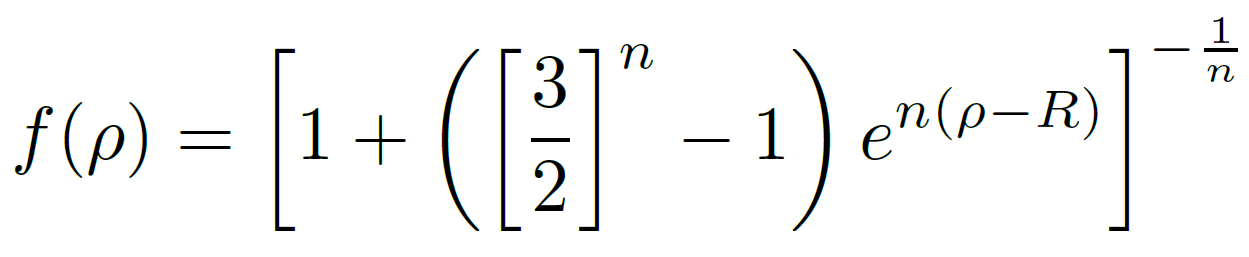 f(ρ) = [1 + ([3/2]^n − 1) e^{n(ρ−R)}]^{−1/n}